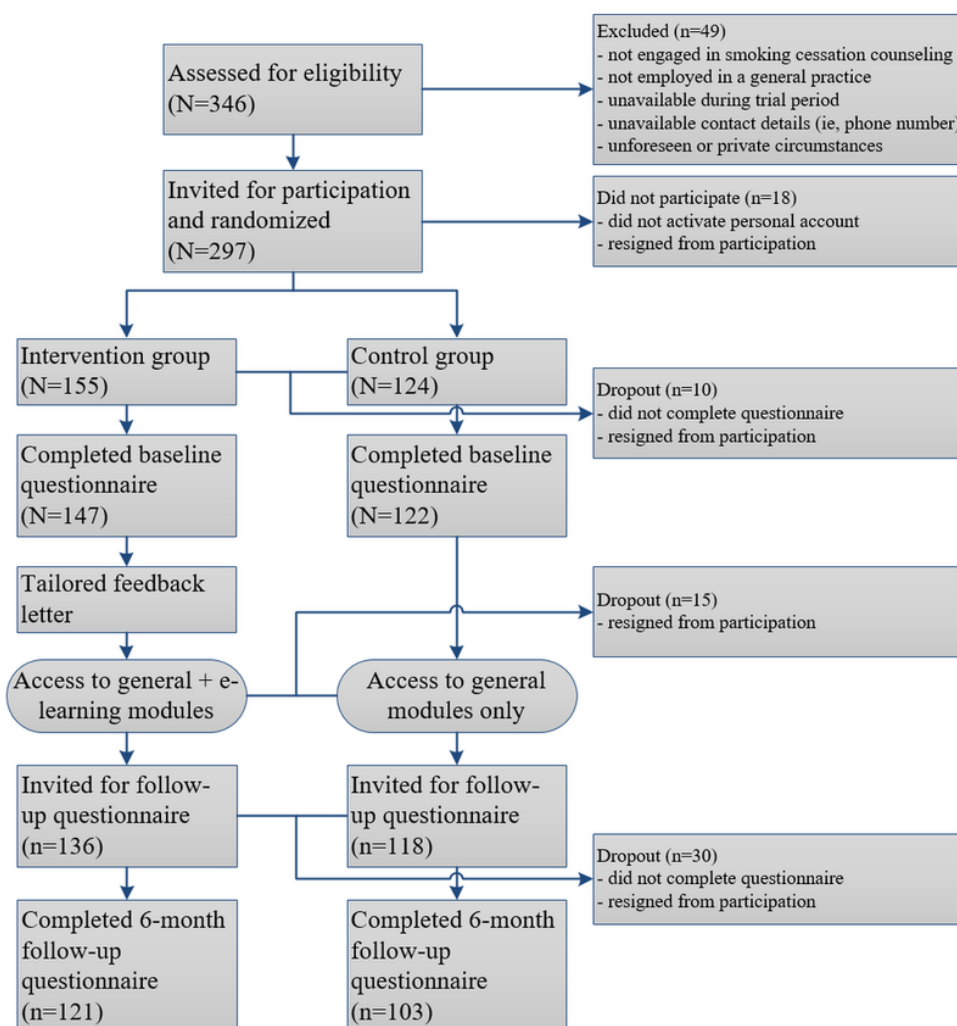 Assessed for eligibility
(N=346)
Excluded (n=49)
- not engaged in smoking cessation counseling
- not employed in a general practice
- unavailable during trial period
- unavailable contact details (ie, phone number)
- unforeseen or private circumstances
Invited for participation
and randomized
(N=297)
Did not participate (n=18)
- did not activate personal account
- resigned from participation
Intervention group
(N=155)
Control group
(N=124)
Dropout (n=10)
- did not complete questionnaire
- resigned from participation
Completed baseline
questionnaire
(N=147)
Completed baseline
questionnaire
(N=122)
Tailored feedback
letter
Dropout (n=15)
- resigned from participation
Access to general + e-
learning modules
Access to general
modules only
Invited for follow-
up questionnaire
(n=136)
Invited for follow-
up questionnaire
(n=118)
Dropout (n=30)
- did not complete questionnaire
- resigned from participation
Completed 6-month
follow-up
questionnaire
(n=121)
Completed 6-month
follow-up
questionnaire
(n=103)